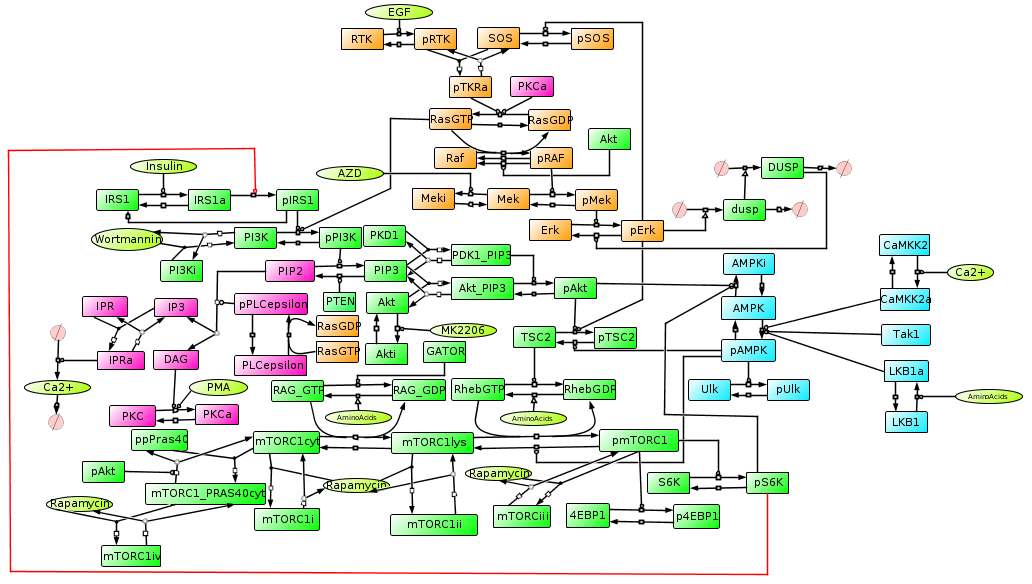 EGF
RTK
pRTK
SOS
pSOS
pTKRa
PKCa
RasGTP
RasGDP
Akt
Raf
pRAF
AZD
Insulin
DUSP
IRS1
IRS1a
pIRS1
Meki
Mek
pMek
dusp
Erk
pErk
Wortmannin
PI3K
pPI3K
PKD1
CaMKK2
PDK1_PIP3
PI3Ki
PIP2
PIP3
AMPKi
Ca2+
Akt_PIP3
pAkt
CaMKK2a
IPR
IP3
pPLCepsilon
PTEN
Akt
AMPK
RasGDP
MK2206
TSC2
pTSC2
Tak1
IPRa
DAG
PLCepsilon
RasGTP
Akti
GATOR
pAMPK
LKB1a
Ca2+
PMA
RAG_GTP
RAG_GDP
RhebGTP
RhebGDP
Ulk
pUlk
AminoAcids
PKC
PKCa
AminoAcids
AminoAcids
LKB1
ppPras40
mTORC1cyt
mTORC1lys
pmTORC1
pAkt
Rapamycin
Rapamycin
S6K
pS6K
mTORC1_PRAS40cyt
Rapamycin
mTORC1i
mTORC1ii
mTORCiii
4EBP1
p4EBP1
mTORC1iv